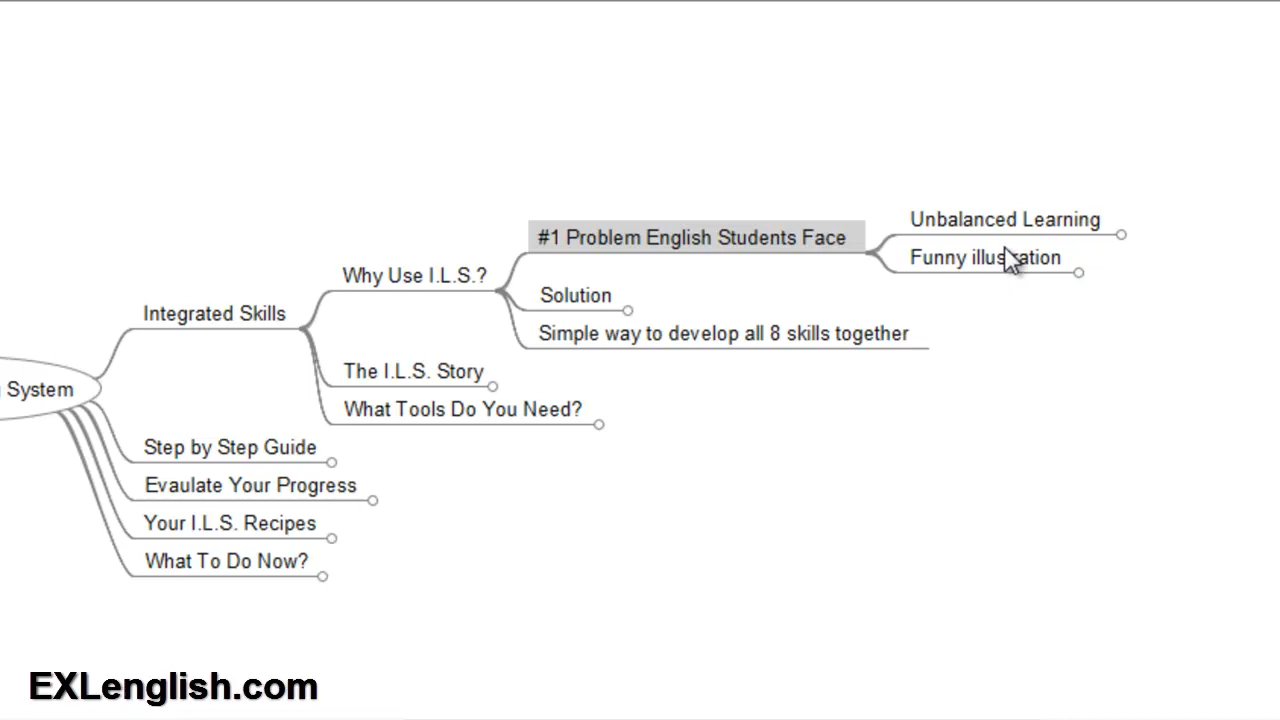 Unbalanced Learning
#1 Problem English Students Face
Funny illustration
Why Use I.L.S.?
Solution
Integrated Skills
Simple way to develop all 8 skills together
The I.L.S. Story
System
What Tools Do You Need?
Step by Step Guide
Evaulate Your Progress
Your I.L.S. Recipes
What To Do Now?
EXLenglish.com